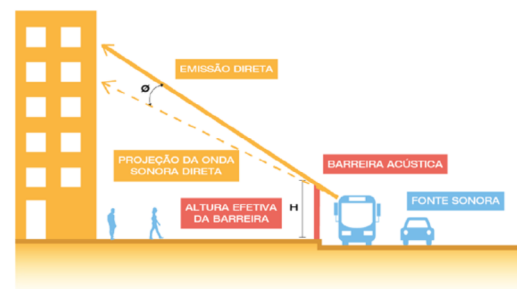 EMISSÃO DIRETA
Ø
PROJEÇÃO DA ONDA
SONORA DIRETA
BARREIRA ACÚSTICA
ALTURA EFETIVA
DA BARREIRA
H
FONTE SONORA